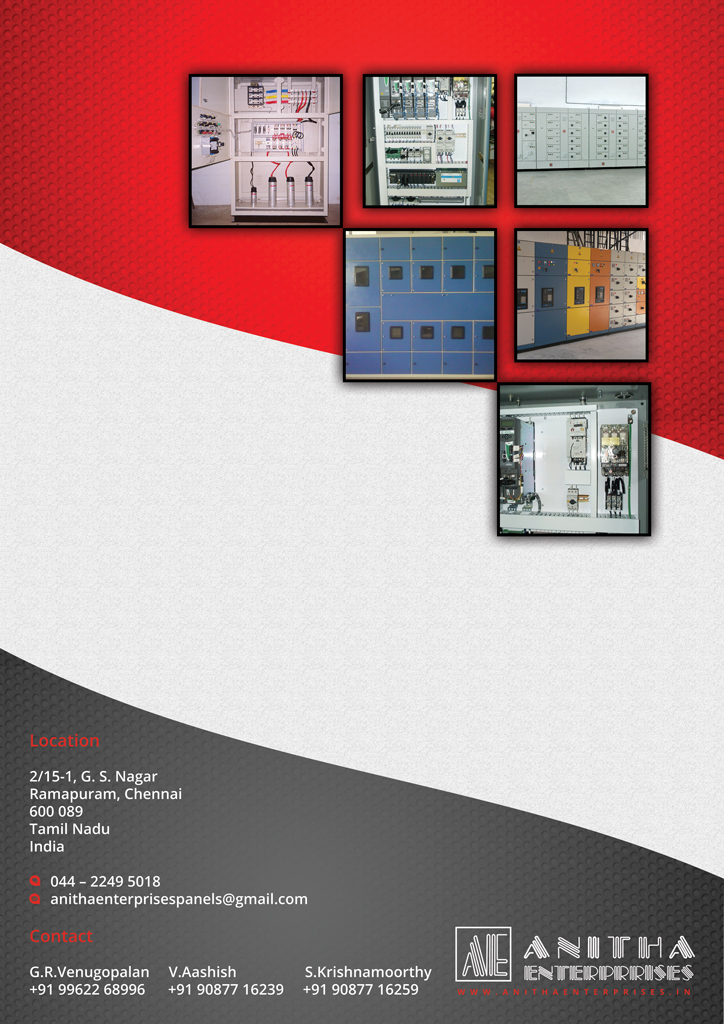 Location
2/15-1, G. S. Nagar
Ramapuram, Chennai
600 089
Tamil Nadu
India
044 – 2249 5018
anithaenterprisespanels@gmail.com
Contact
G.R.Venugopalan V.Aashish S.Krishnamoorthy
+91 99622 68996 +91 90877 16239 +91 90877 16259
AE ANITHA
ENTERPRRISES
WWW.ANITHAENTERPRISES.IN